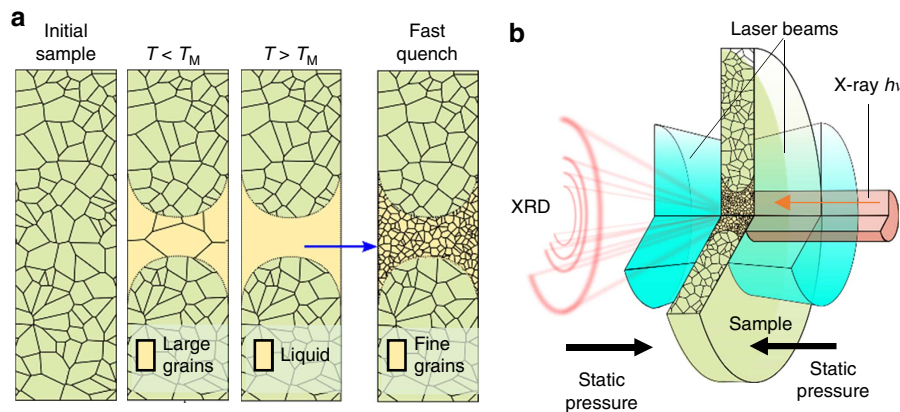 a
Initial
sample
T < TM
T > TM
Fast
quench
Large
grains
Liquid
Fine
grains
b
Laser beams
X-ray hν
XRD
Sample
Static
pressure
Static
pressure